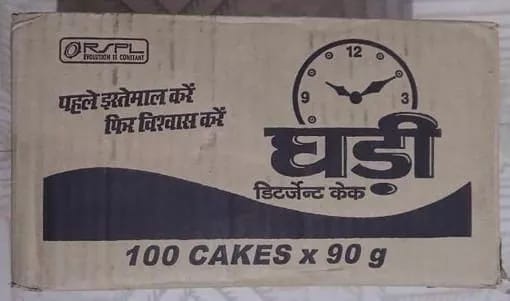 RSPL
EVOLUTION IS CONSTANT
12
9
3
पहले इस्तेमाल करें
फिर विश्वास करें
घड़ी
डिटर्जेन्ट केक
100 CAKES x 90 g